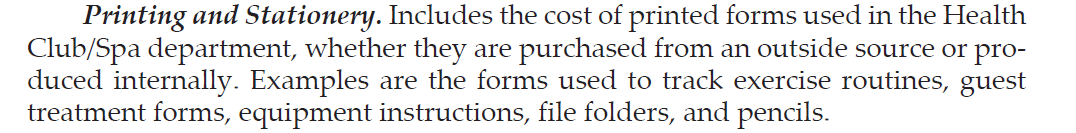 Printing and Stationery. Includes the cost of printed forms used in the Health
Club/Spa department, whether they are purchased from an outside source or pro-
duced internally. Examples are the forms used to track exercise routines, guest
treatment forms, equipment instructions, file folders, and pencils.